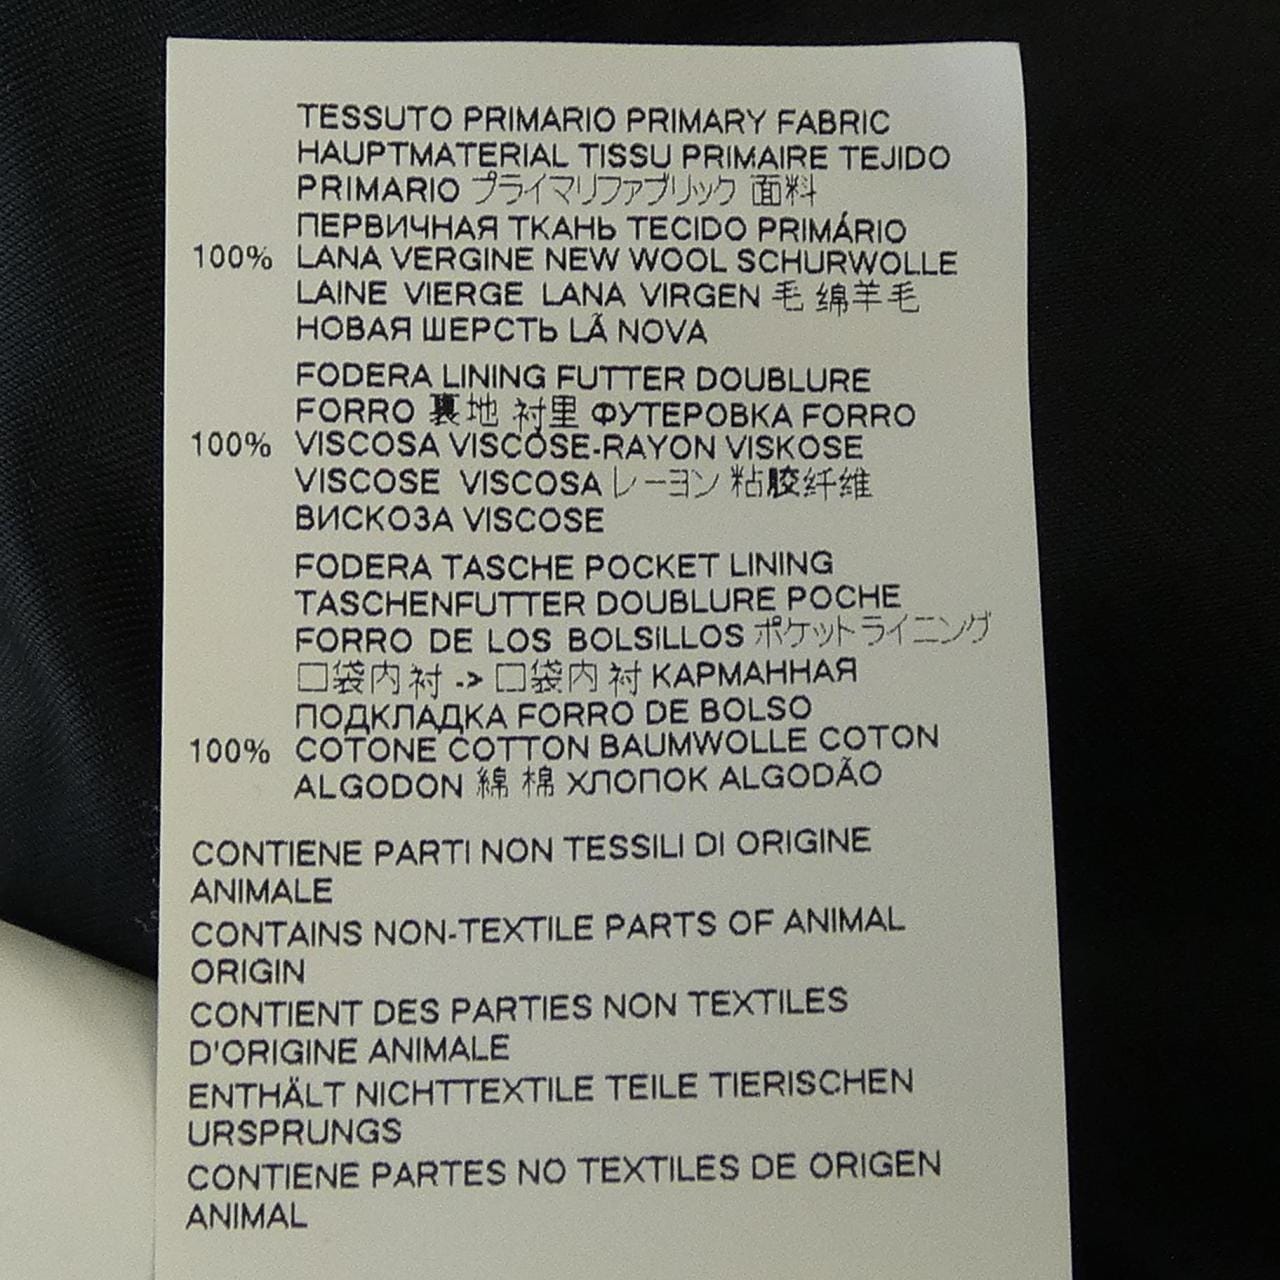 TESSUTO PRIMARIO PRIMARY FABRIC
HAUPTMATERIAL TISSU PRIMAIRE TEJIDO
PRIMARIO プライマリファブリック 面料
ПЕРВИЧНАЯ ТКАНЬ TECIDO PRIMÁRIO
100% LANA VERGINE NEW WOOL SCHURWOLLE
LAINE VIERGE LANA VIRGEN 毛 绵羊毛
НОВАЯ ШЕРСТЬ LÃ NOVA
FODERA LINING FUTTER DOUBLURE
FORRO 裏地 衬里 ФУТЕРОВКА FORRO
100% VISCOSA VISCOSE-RAYON VISKOSE
VISCOSE VISCOSA レーヨン 粘胶纤维
ВИСКОЗА VISCOSE
FODERA TASCHE POCKET LINING
TASCHENFUTTER DOUBLURE POCHE
FORRO DE LOS BOLSILLOS ポケットライニング
口袋内衬 -> 口袋内衬 КАРМАННАЯ
ПОДКЛАДКА FORRO DE BOLSO
100% COTONE COTTON BAUMWOLLE COTON
ALGODON 綿 棉 ХЛОПОК ALGODÃO
CONTIENE PARTI NON TESSILI DI ORIGINE
ANIMALE
CONTAINS NON-TEXTILE PARTS OF ANIMAL
ORIGIN
CONTIENT DES PARTIES NON TEXTILES
D'ORIGINE ANIMALE
ENTHÄLT NICHTTEXTILE TEILE TIERISCHEN
URSPRUNGS
CONTIENE PARTES NO TEXTILES DE ORIGEN
ANIMAL